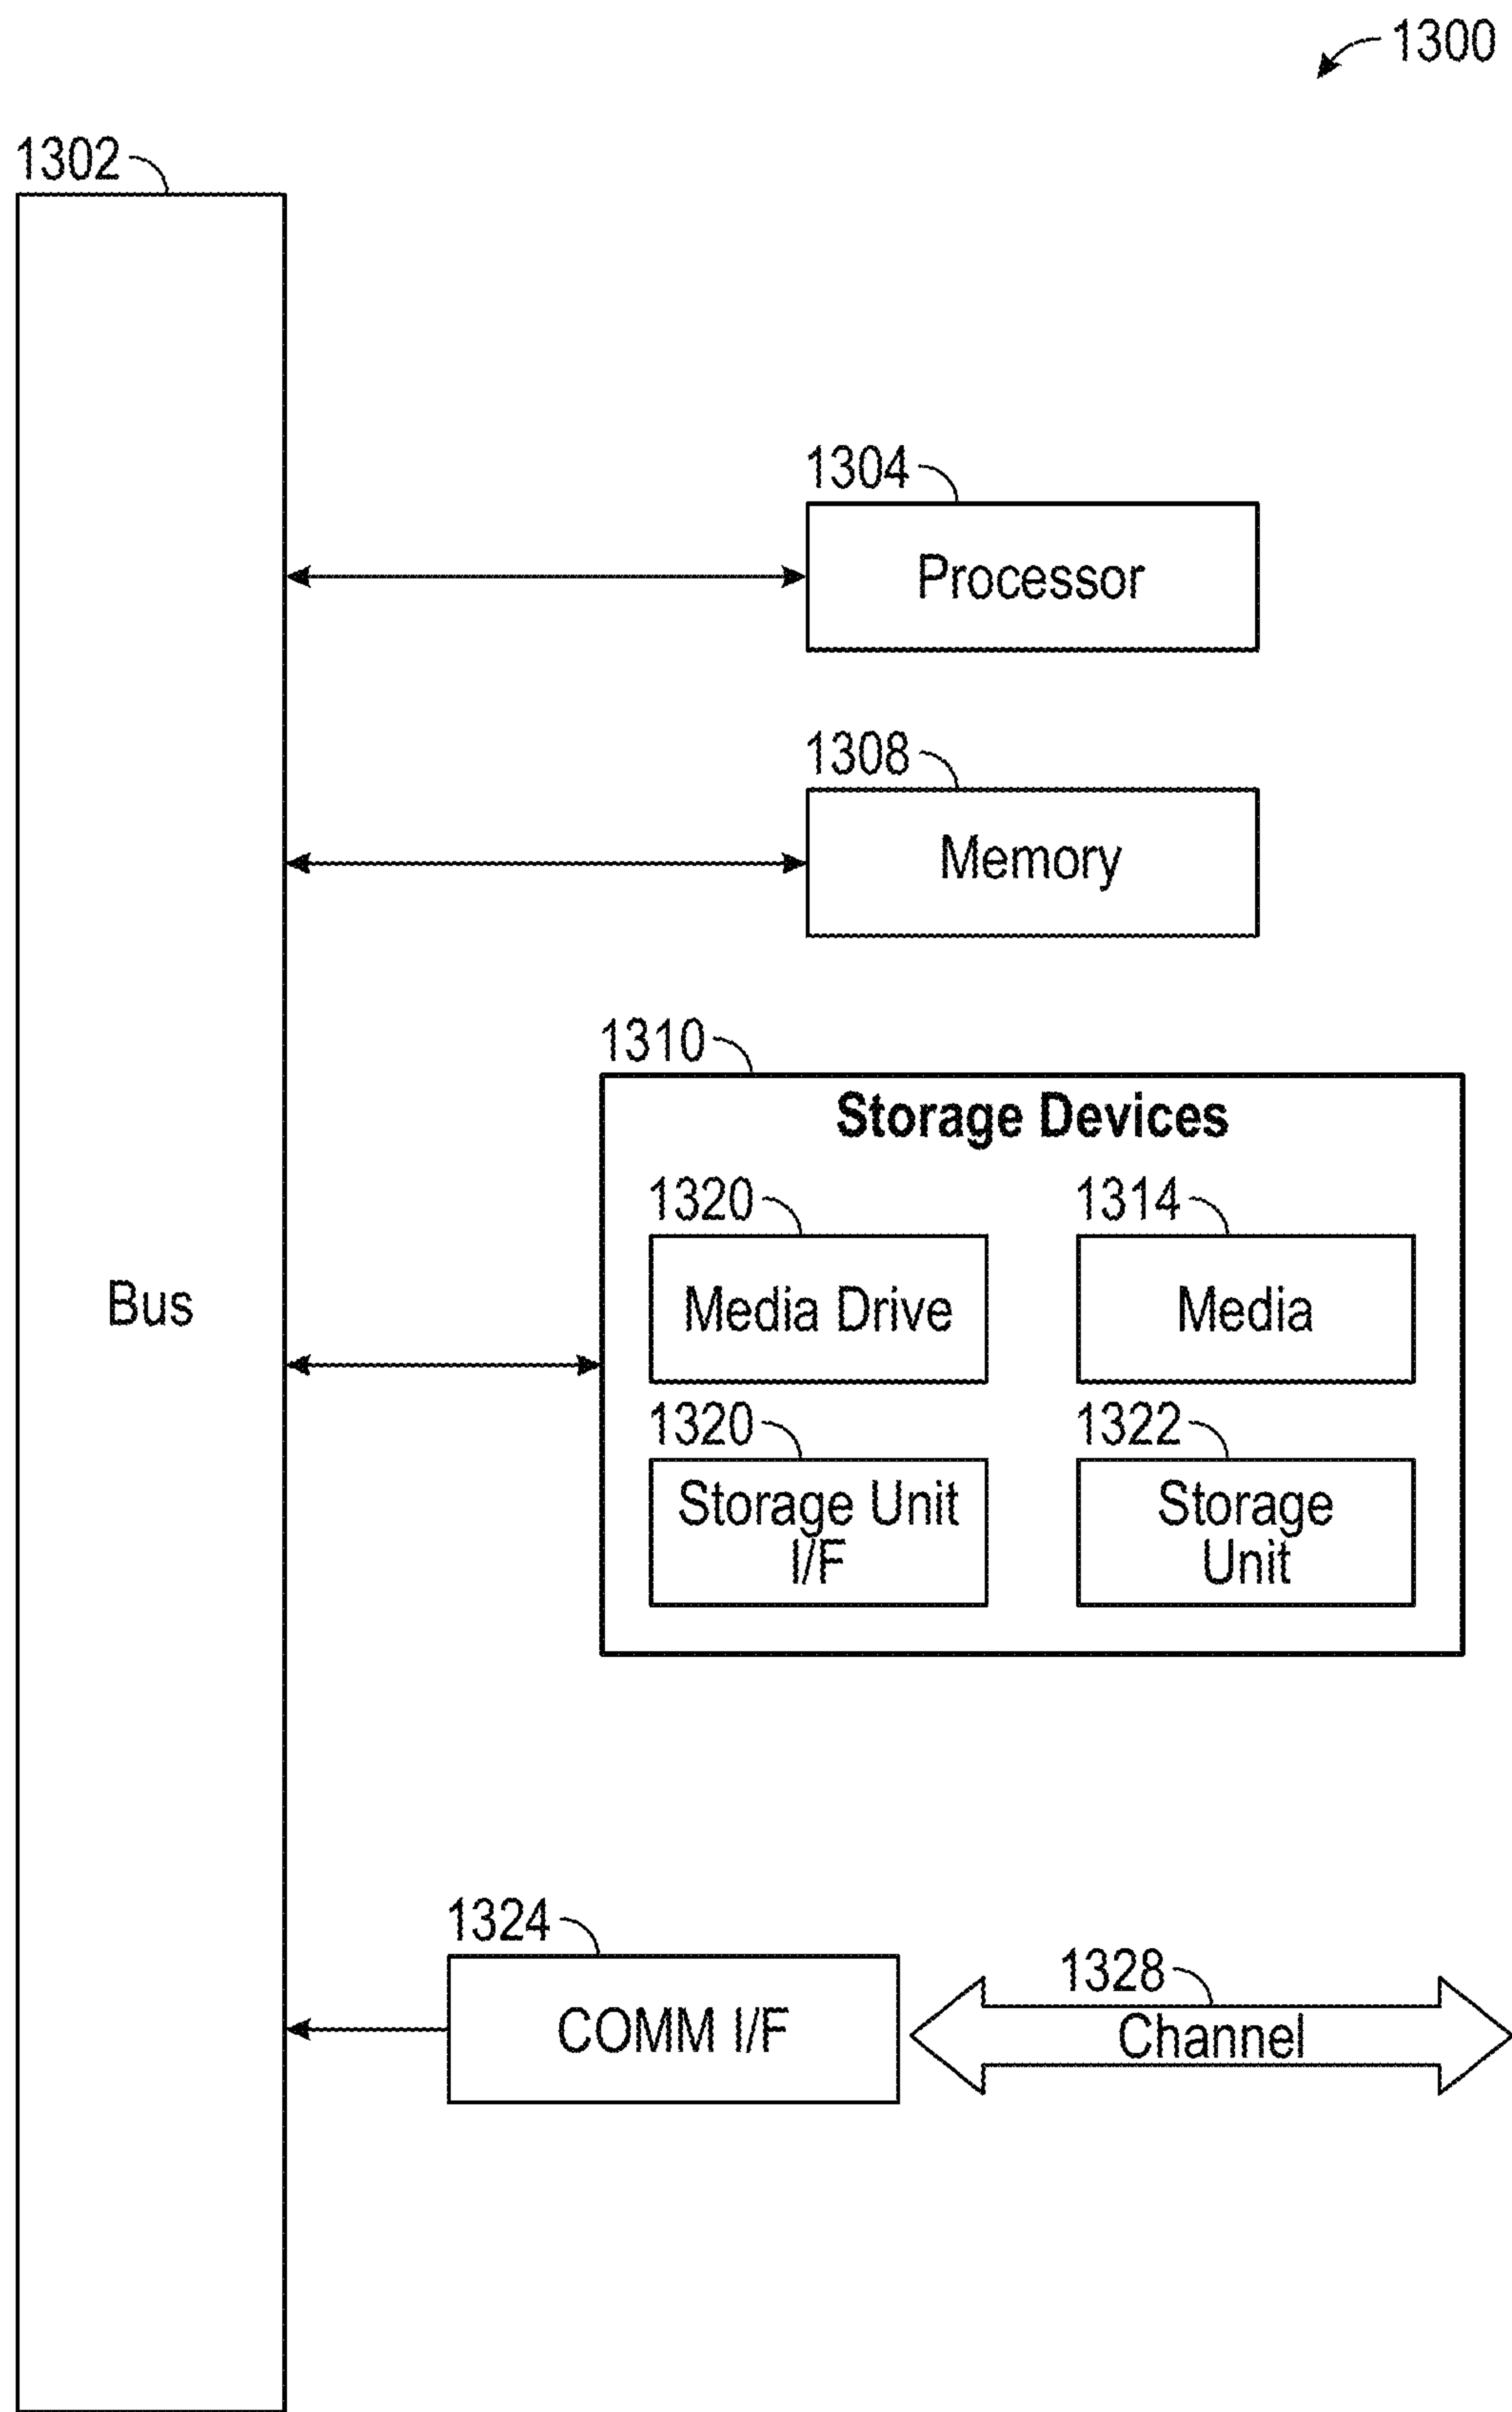 1300
1302
Bus
1304
Processor
1308
Memory
1310
Storage Devices
1320
Media Drive
1314
Media
1320
Storage Unit
I/F
1322
Storage
Unit
1324
COMM I/F
1328
Channel